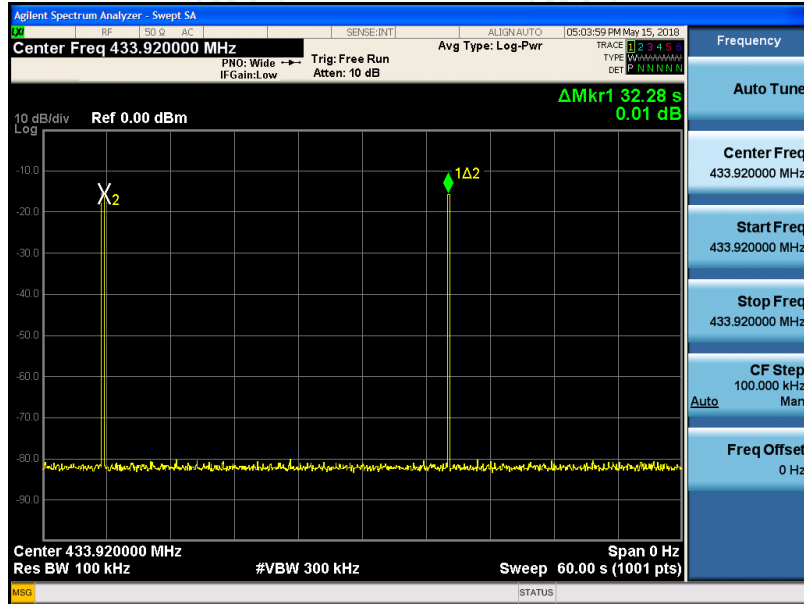 Agilent Spectrum Analyzer - Swept SA
LXI RF 50 Ω AC SENSE:INT ALIGN AUTO 05:03:59 PM May 15, 2018
Center Freq 433.920000 MHz
Avg Type: Log-Pwr
TRACE 1 2 3 4 5 6
TYPE W
DET P N N N N N
PNO: Wide
IFGain:Low
Trig: Free Run
Atten: 10 dB
ΔMkr1 32.28 s
0.01 dB
10 dB/div Ref 0.00 dBm
Log
-10.0
-20.0
-30.0
-40.0
-50.0
-60.0
-70.0
-80.0
-90.0
X2
1Δ2
Center 433.920000 MHz Span 0 Hz
Res BW 100 kHz #VBW 300 kHz Sweep 60.00 s (1001 pts)
MSG STATUS
Frequency
Auto Tune
Center Freq
433.920000 MHz
Start Freq
433.920000 MHz
Stop Freq
433.920000 MHz
CF Step
100.000 kHz
Auto Man
Freq Offset
0 Hz